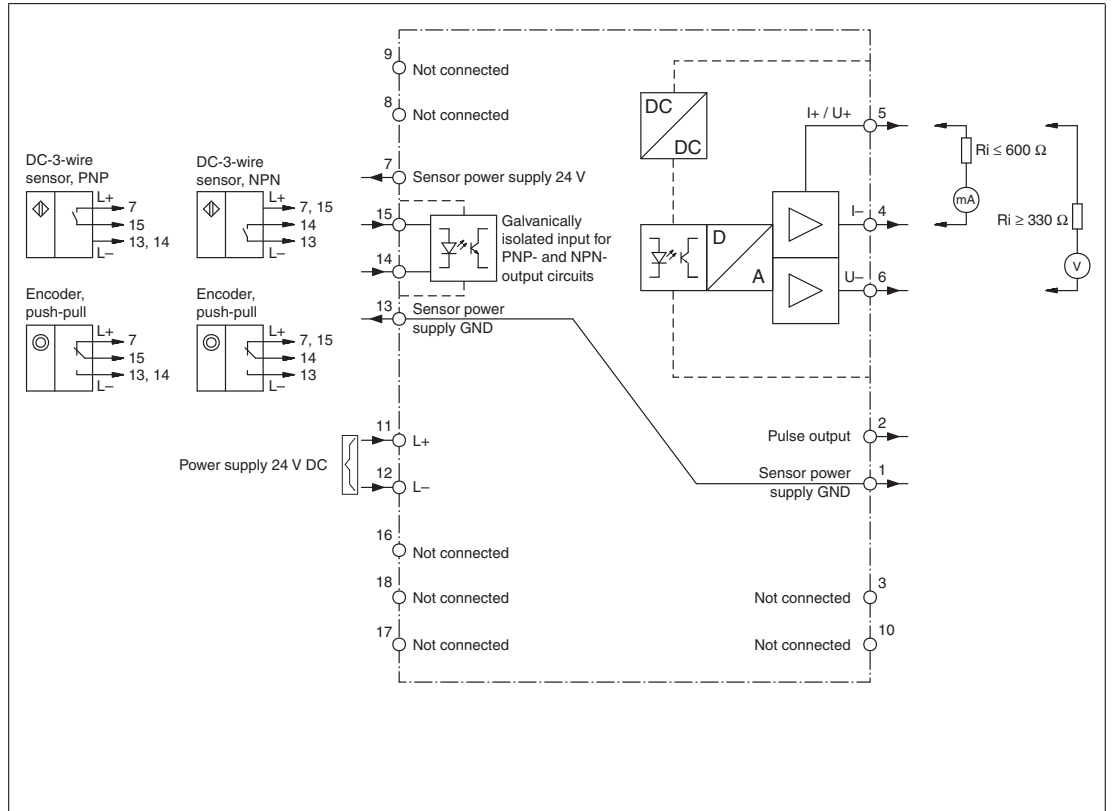 9
Not connected
8
Not connected
7
Sensor power supply 24 V
15
14
Galvanically
isolated input for
PNP- and NPN-
output circuits
13
Sensor power
supply GND
DC-3-wire
sensor, PNP
L+
7
15
13, 14
L–
DC-3-wire
sensor, NPN
L+
7, 15
14
13
L–
Encoder,
push-pull
L+
7
15
13, 14
L–
Encoder,
push-pull
L+
7, 15
14
13
L–
Power supply 24 V DC
11
L+
12
L–
16
Not connected
18
Not connected
17
Not connected
DC
DC
D
A
I+ / U+
5
I–
4
U–
6
Ri ≤ 600 Ω
mA
Ri ≥ 330 Ω
V
Pulse output
2
Sensor power
supply GND
1
Not connected
3
Not connected
10